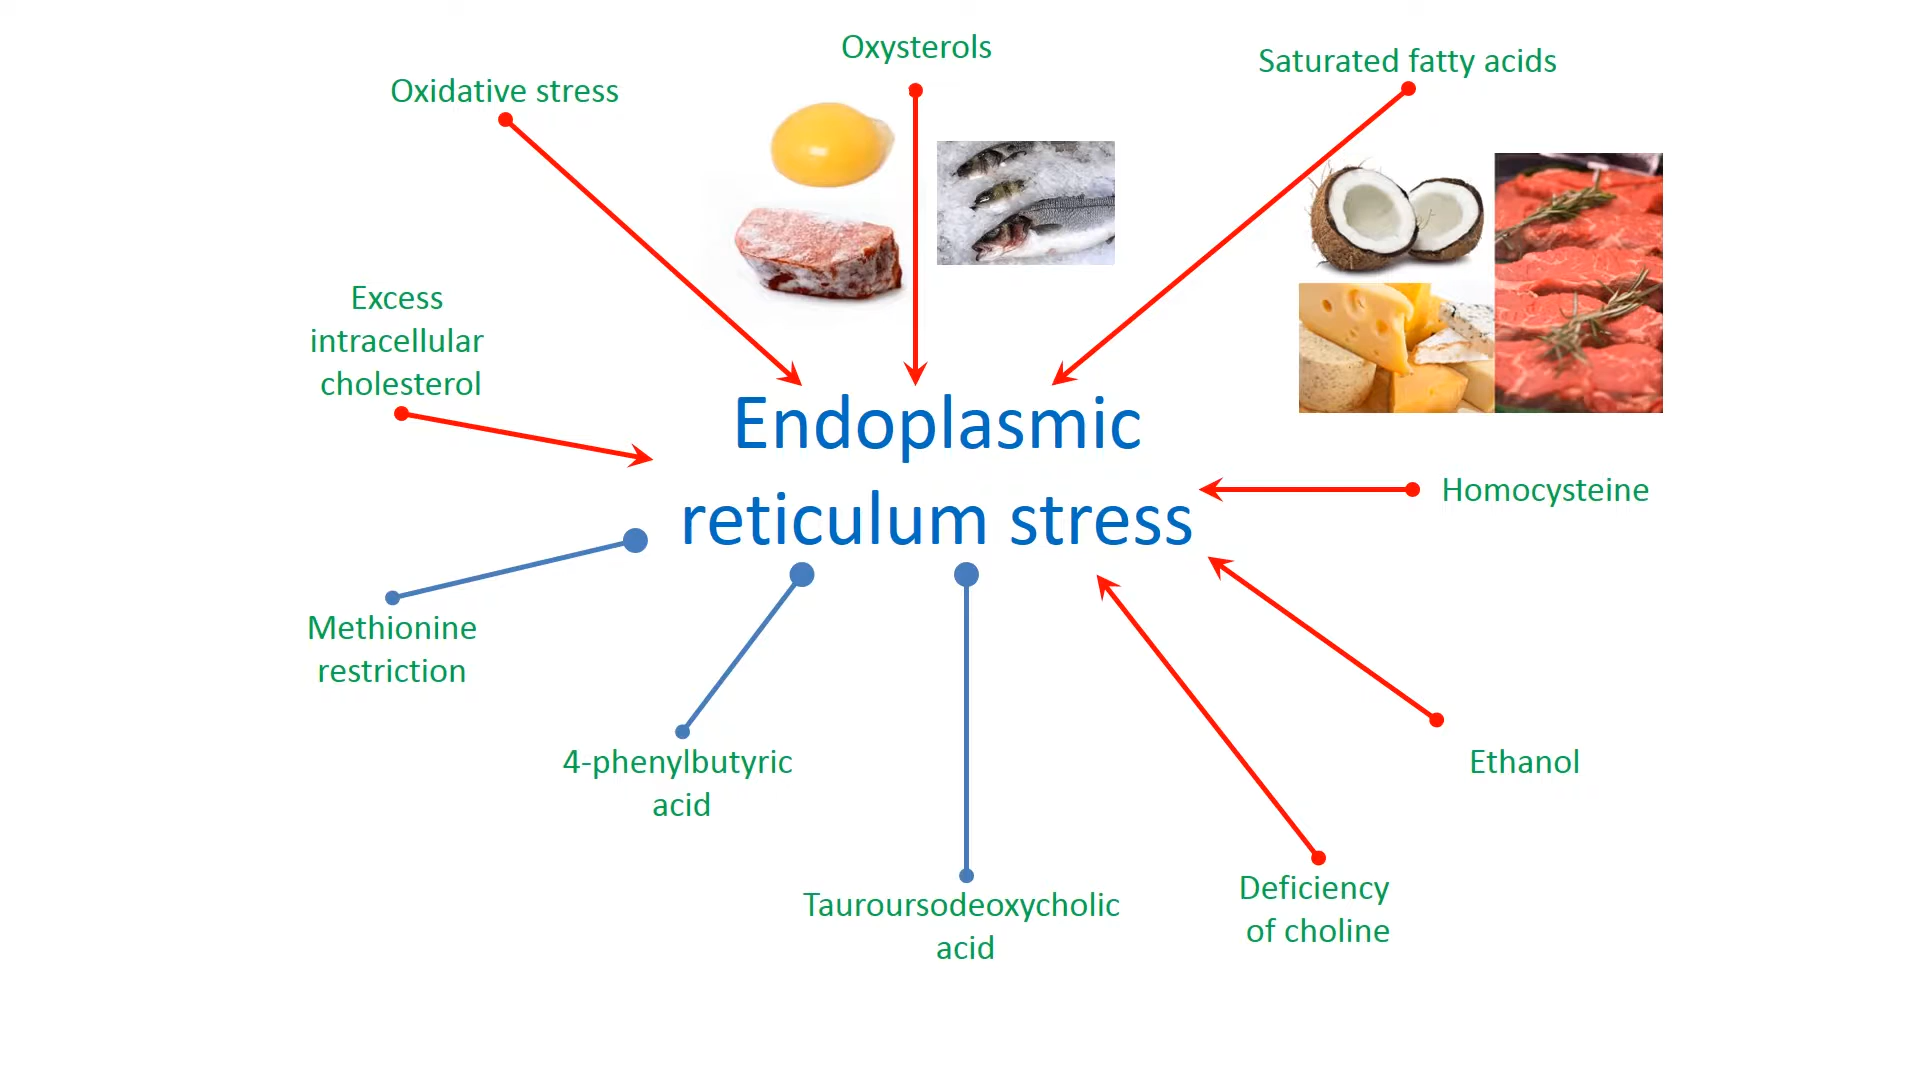 Oxysterols
Saturated fatty acids
Oxidative stress
Excess
intracellular
cholesterol
Endoplasmic
reticulum stress
Homocysteine
Methionine
restriction
4-phenylbutyric
acid
Ethanol
Tauroursodeoxycholic
acid
Deficiency
of choline